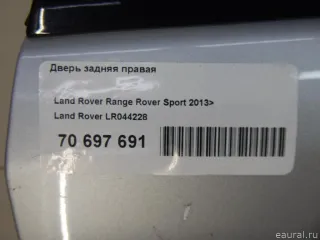 Дверь задняя правая
Land Rover Range Rover Sport 2013>
Land Rover LR044228
70 697 691
eaural.ru